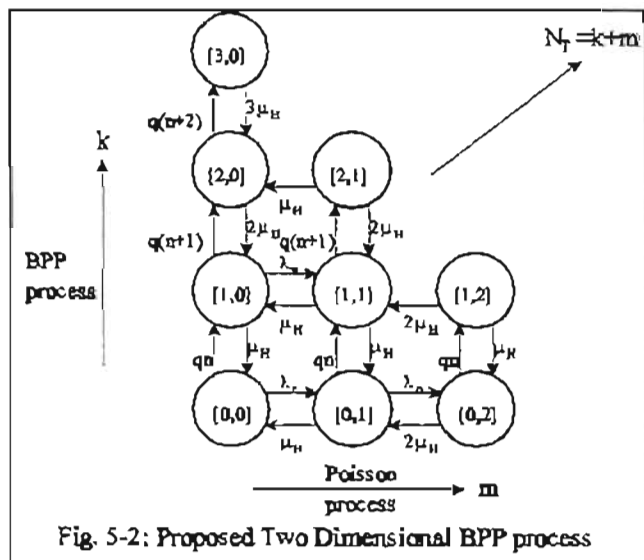 [3,0]
N_T=k+m
q(n+2)
3μ_H
k
{2,0]
[2,1]
μ_H
q(n+1)
2μ_H
q(n+1)
2μ_H
BPP
process
λ
[1,0}
{1,1}
[1,2]
μ_H
2μ_H
qn
μ_H
qn
μ_H
qn
μ_H
λ
λ
[0,0]
[0,1]
{0,2]
μ_H
2μ_H
Poisson
process
m
Fig. 5-2: Proposed Two Dimensional BPP process